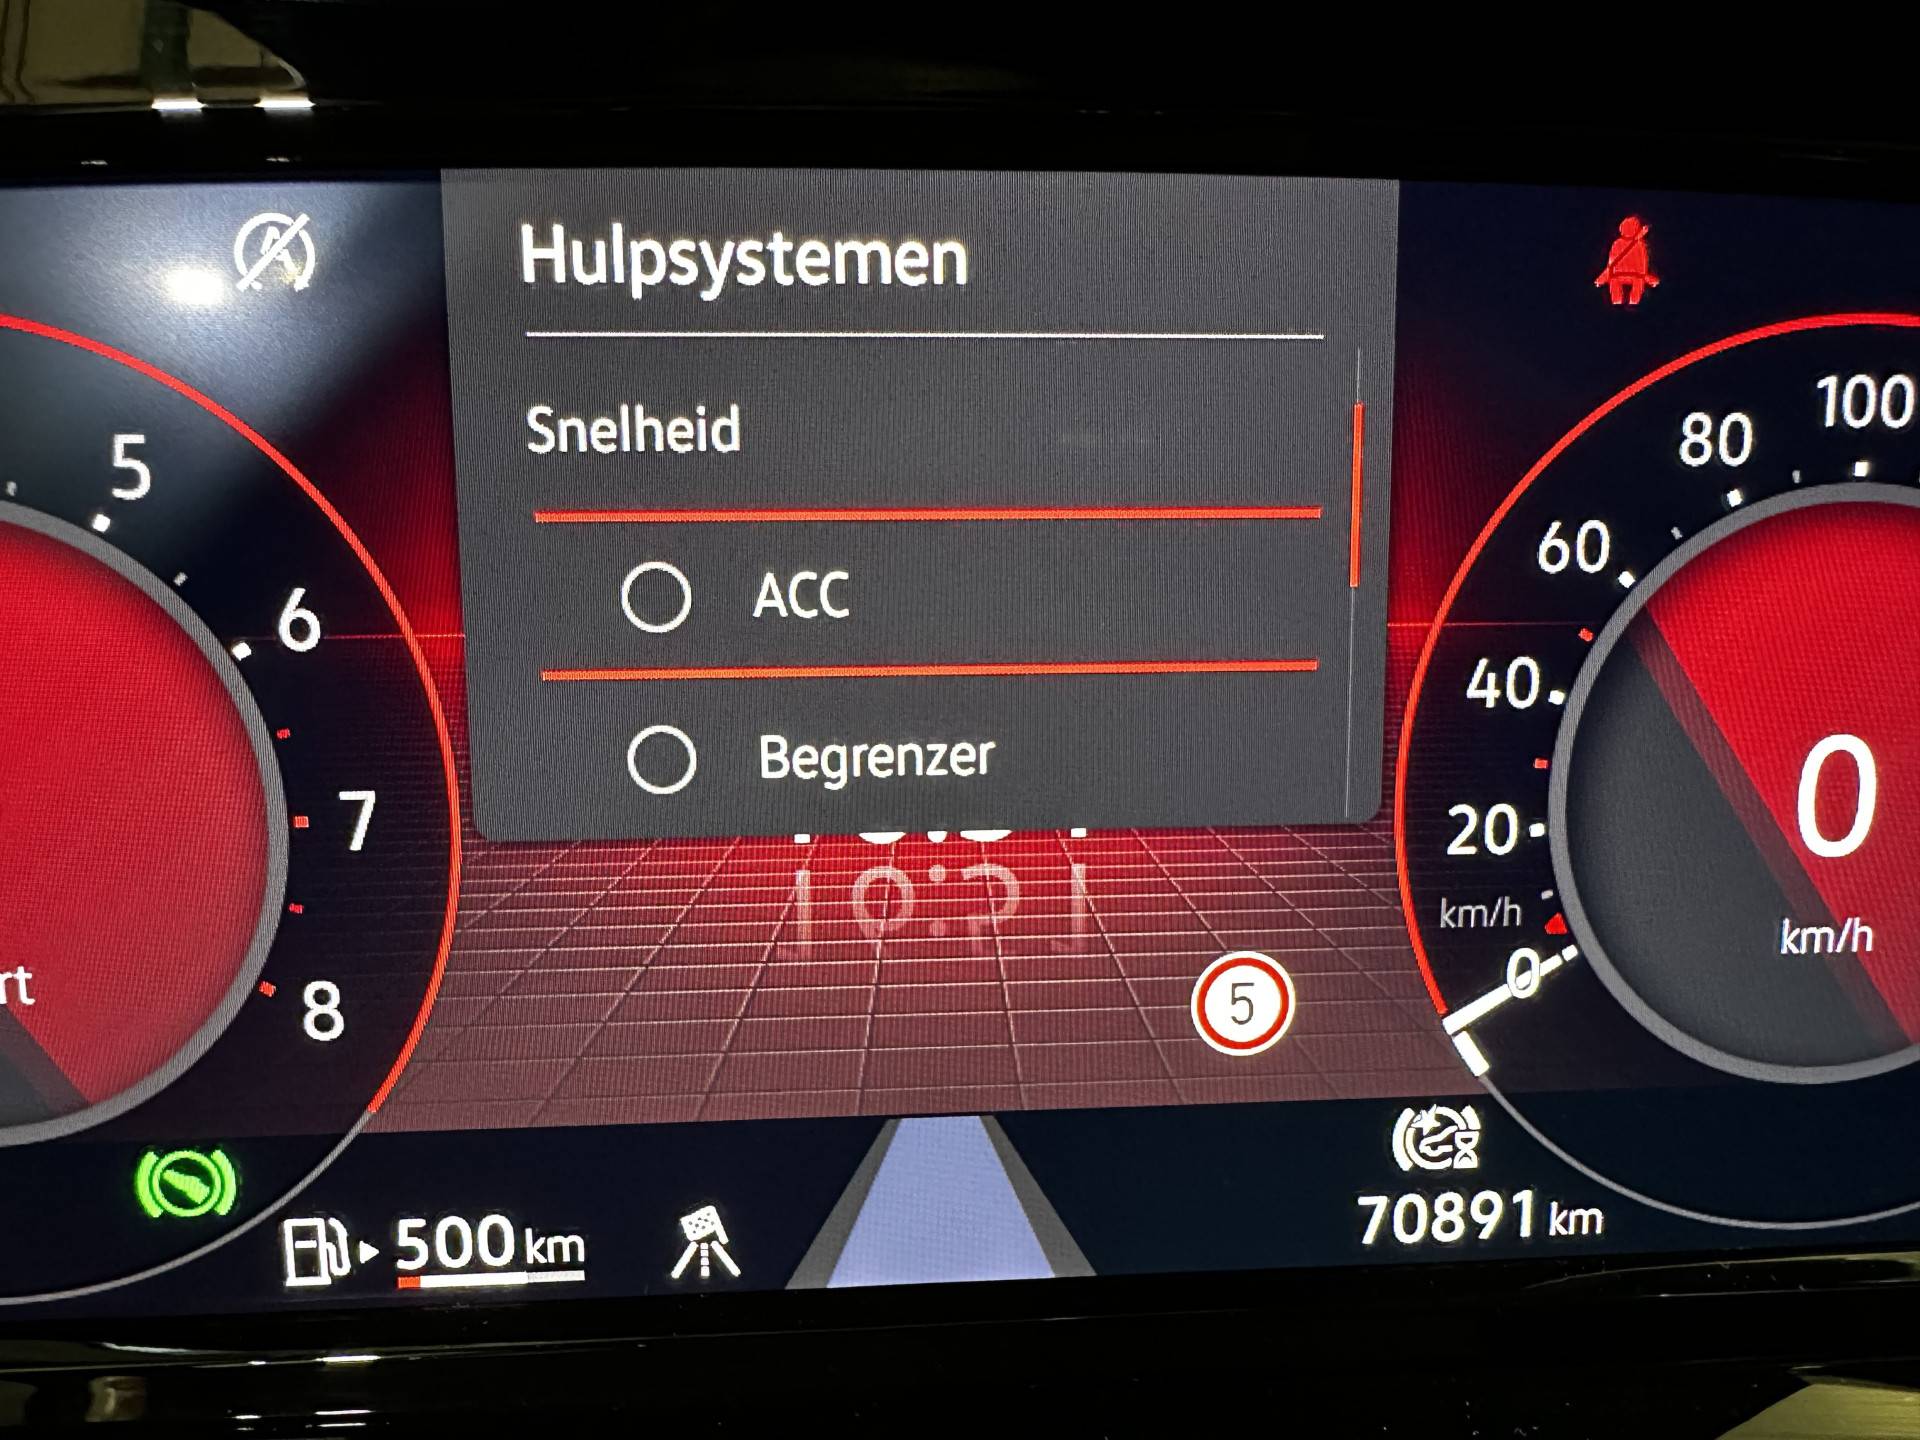 Hulpsystemen
Snelheid
ACC
Begrenzer
5
6
7
8
rt
100
80
60
40
20
km/h
0
0
km/h
5
500 km
70891 km